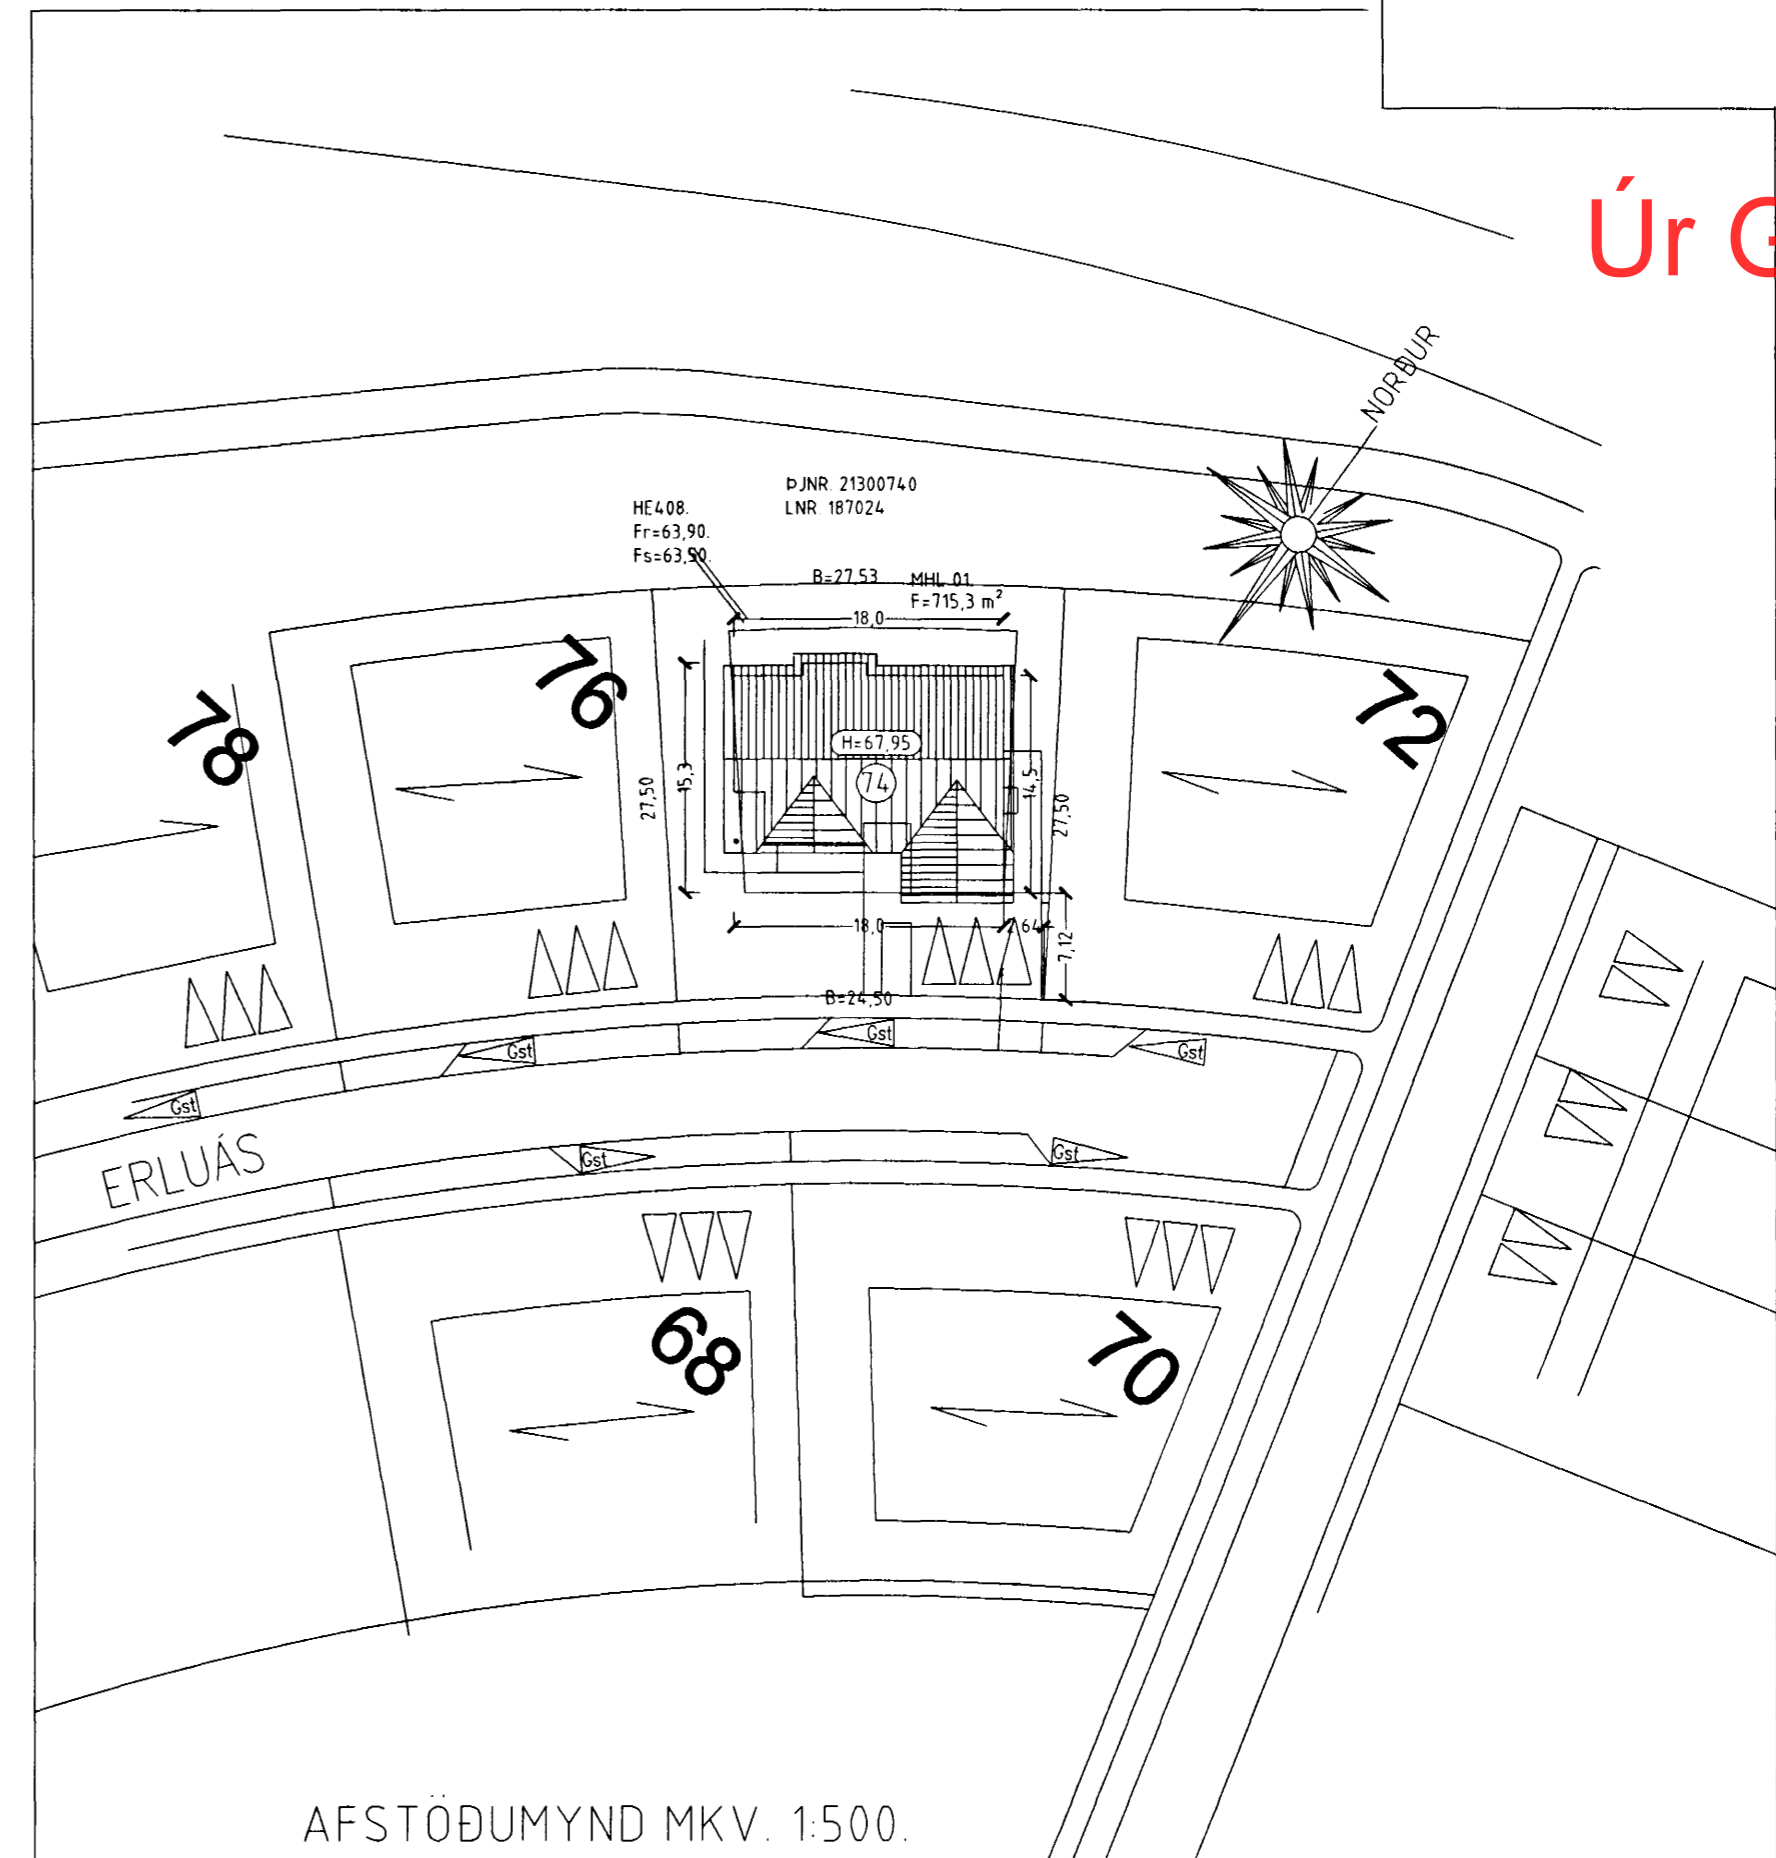 Úr G
NORÐUR
ÞJNR. 21300740
LNR. 187024
HE408.
Fr=63,90.
Fs=63,50.
B=27.53
MHL 01.
F=715,3 m²
18,0
76
78
72
H=67,95
74
27,50
15,3
14,5
27,50
18,0
2,64
7,12
B=24,50
Gst
Gst
Gst
Gst
ERLUÁS
Gst
Gst
68
70
AFSTÖÐUMYND MKV. 1:500.